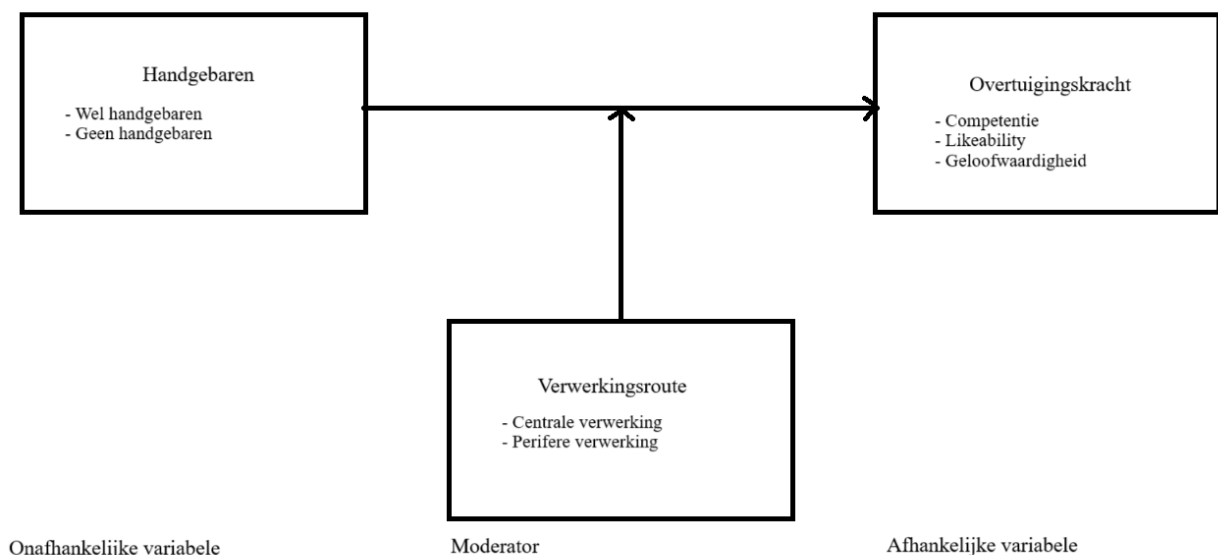 Handgebaren
- Wel handgebaren
- Geen handgebaren
Overtuigingskracht
- Competentie
- Likeability
- Geloofwaardigheid
Verwerkingsroute
- Centrale verwerking
- Perifere verwerking
Onafhankelijke variabele
Moderator
Afhankelijke variabele